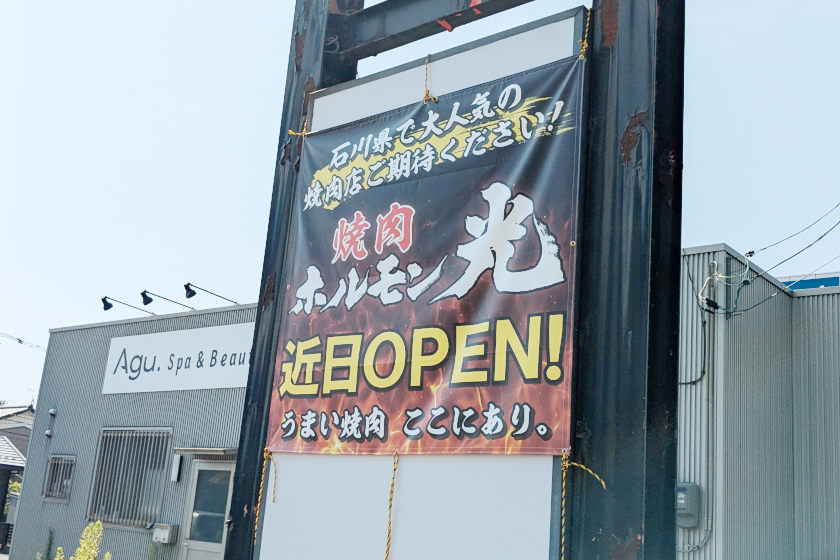 石川県で大人気の
焼肉店ご期待ください!
焼肉
ホルモン光
近日OPEN!
うまい焼肉 ここにあり。
Agu. Spa & Beau